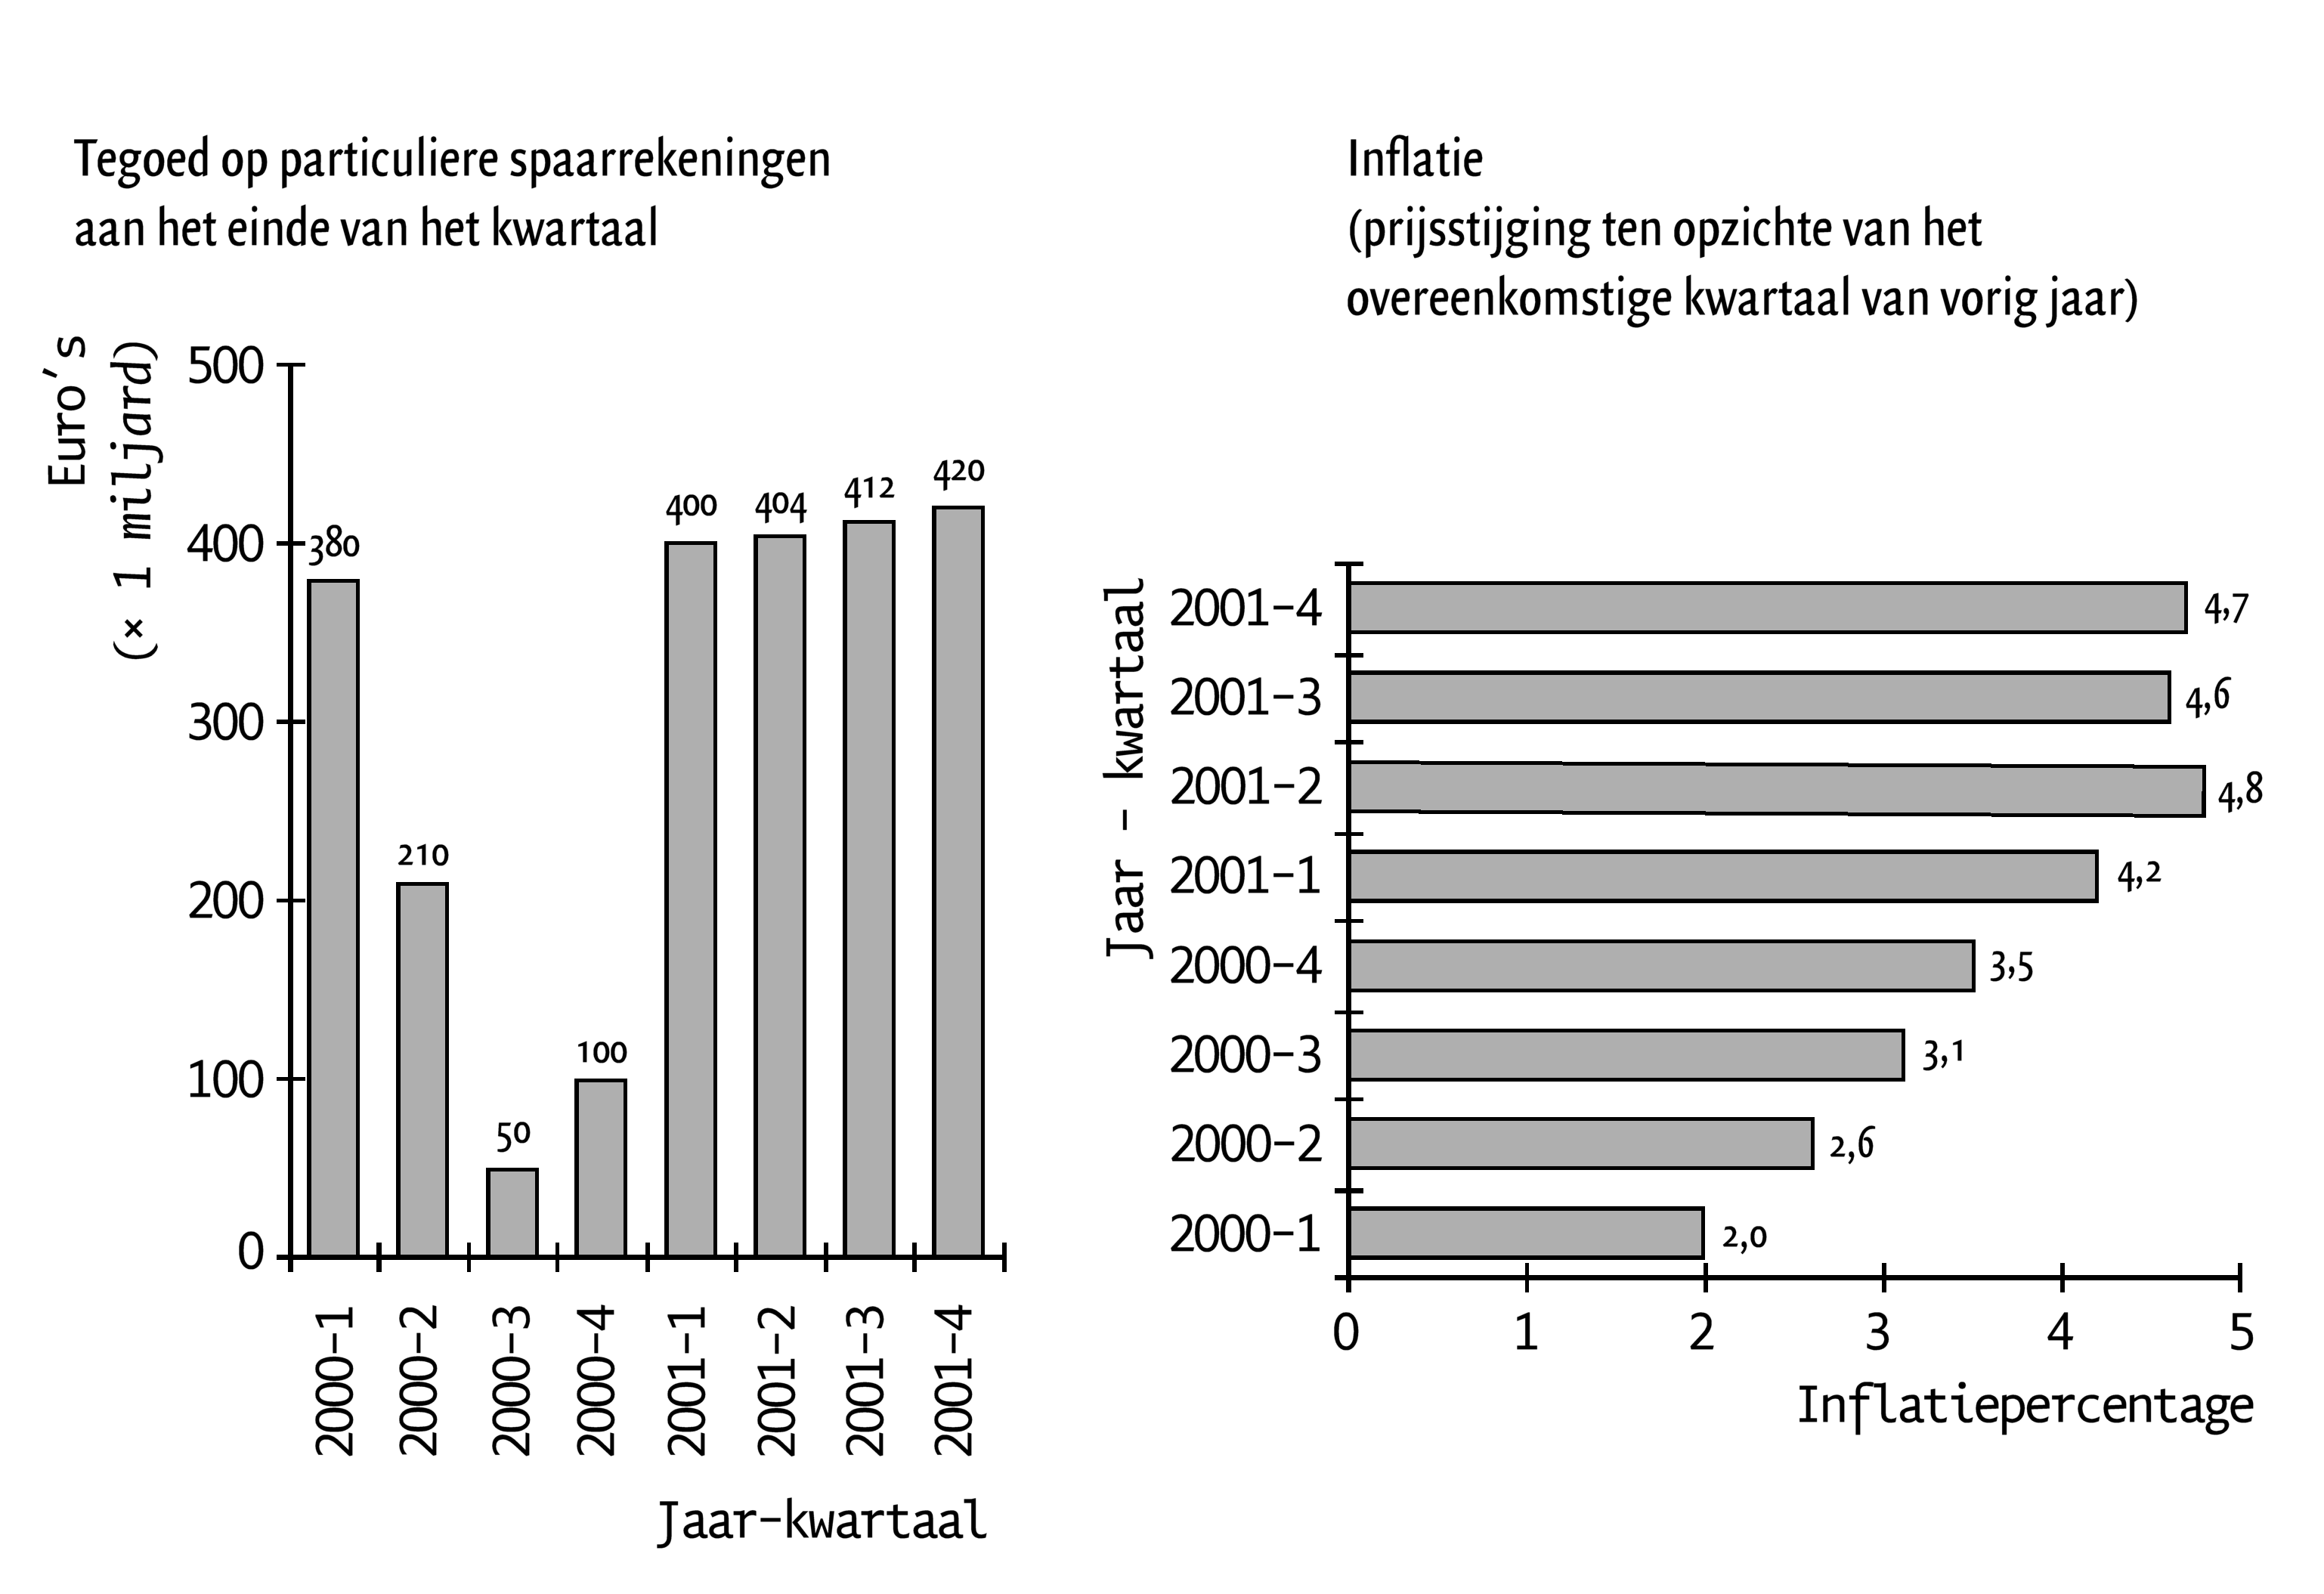 Tegoed op particuliere spaarrekeningen
aan het einde van het kwartaal
Euro's
(× 1 miljard)
500
400
300
200
100
0
380
210
50
100
400
404
412
420
2000-1
2000-2
2000-3
2000-4
2001-1
2001-2
2001-3
2001-4
Jaar-kwartaal
Inflatie
(prijsstijging ten opzichte van het
overeenkomstige kwartaal van vorig jaar)
Jaar - kwartaal
2001-4 4,7
2001-3 4,6
2001-2 4,8
2001-1 4,2
2000-4 3,5
2000-3 3,1
2000-2 2,6
2000-1 2,0
0 1 2 3 4 5
Inflatiepercentage